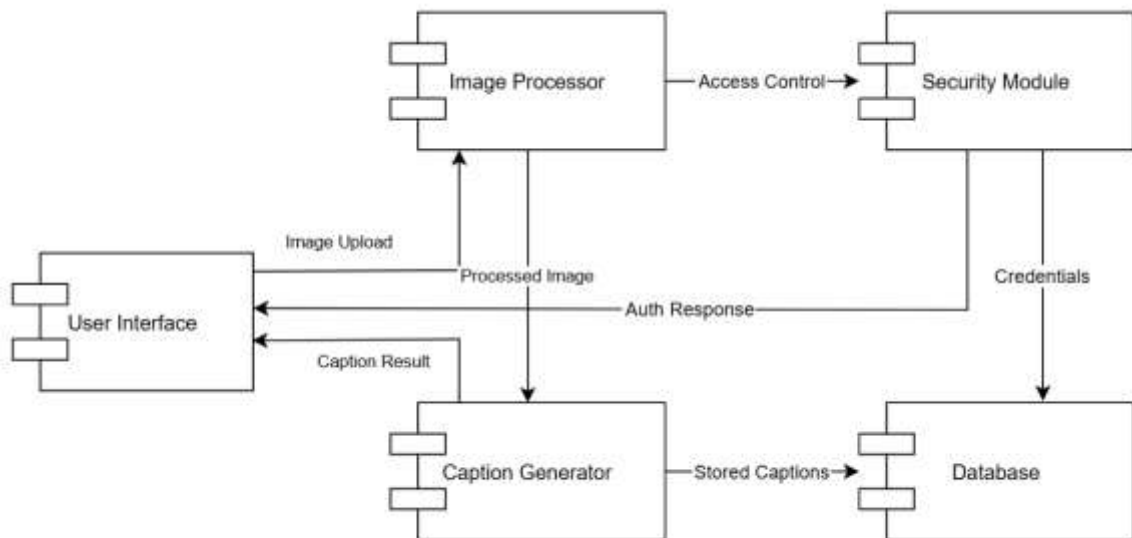 Image Processor
Access Control
Security Module
Image Upload
Processed Image
Credentials
User Interface
Auth Response
Caption Result
Caption Generator
Stored Captions
Database